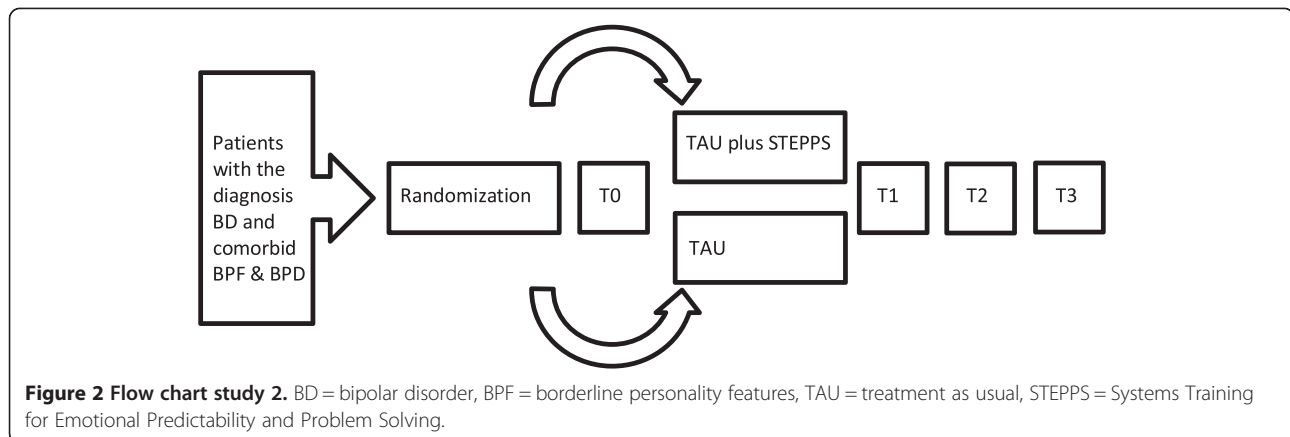 Patients
with the
diagnosis
BD and
comorbid
BPF & BPD
Randomization
T0
TAU plus STEPPS
TAU
T1
T2
T3
Figure 2 Flow chart study 2. BD = bipolar disorder, BPF = borderline personality features, TAU = treatment as usual, STEPPS = Systems Training
for Emotional Predictability and Problem Solving.